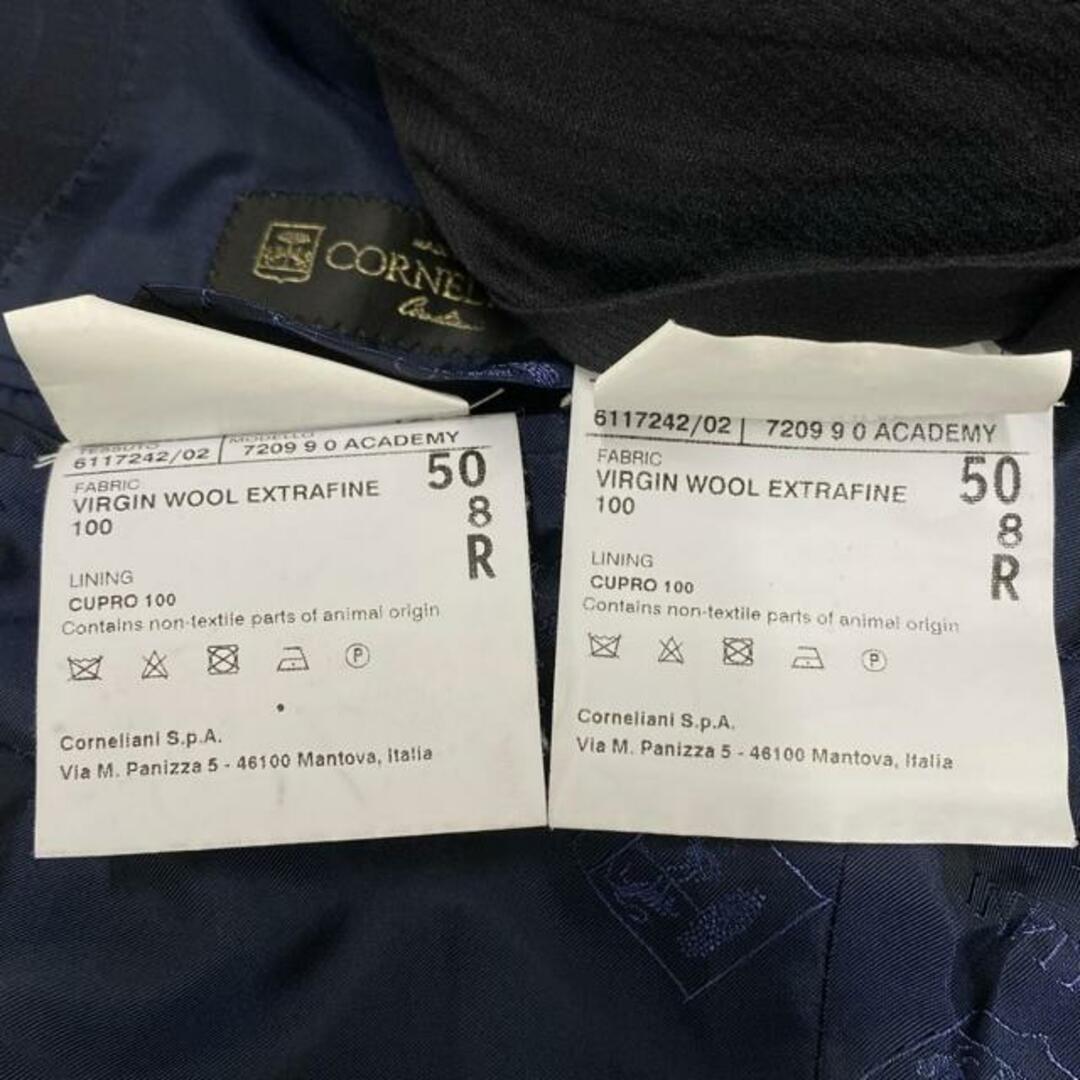 CORNEL
TESSUTO MODELLO
6117242/02 7209 9 0 ACADEMY
FABRIC
VIRGIN WOOL EXTRAFINE
100
50
8
R
LINING
CUPRO 100
Contains non-textile parts of animal origin
P
Corneliani S.p.A.
Via M. Panizza 5 - 46100 Mantova, Italia
6117242/02 7209 9 0 ACADEMY
FABRIC
VIRGIN WOOL EXTRAFINE
100
50
8
R
LINING
CUPRO 100
Contains non-textile parts of animal origin
P
Corneliani S.p.A.
Via M. Panizza 5 - 46100 Mantova, Italia